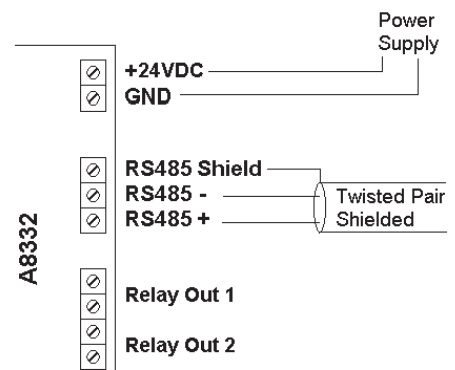 Power
Supply
+24VDC
GND
RS485 Shield
RS485 -
RS485 +
Twisted Pair
Shielded
A8332
Relay Out 1
Relay Out 2